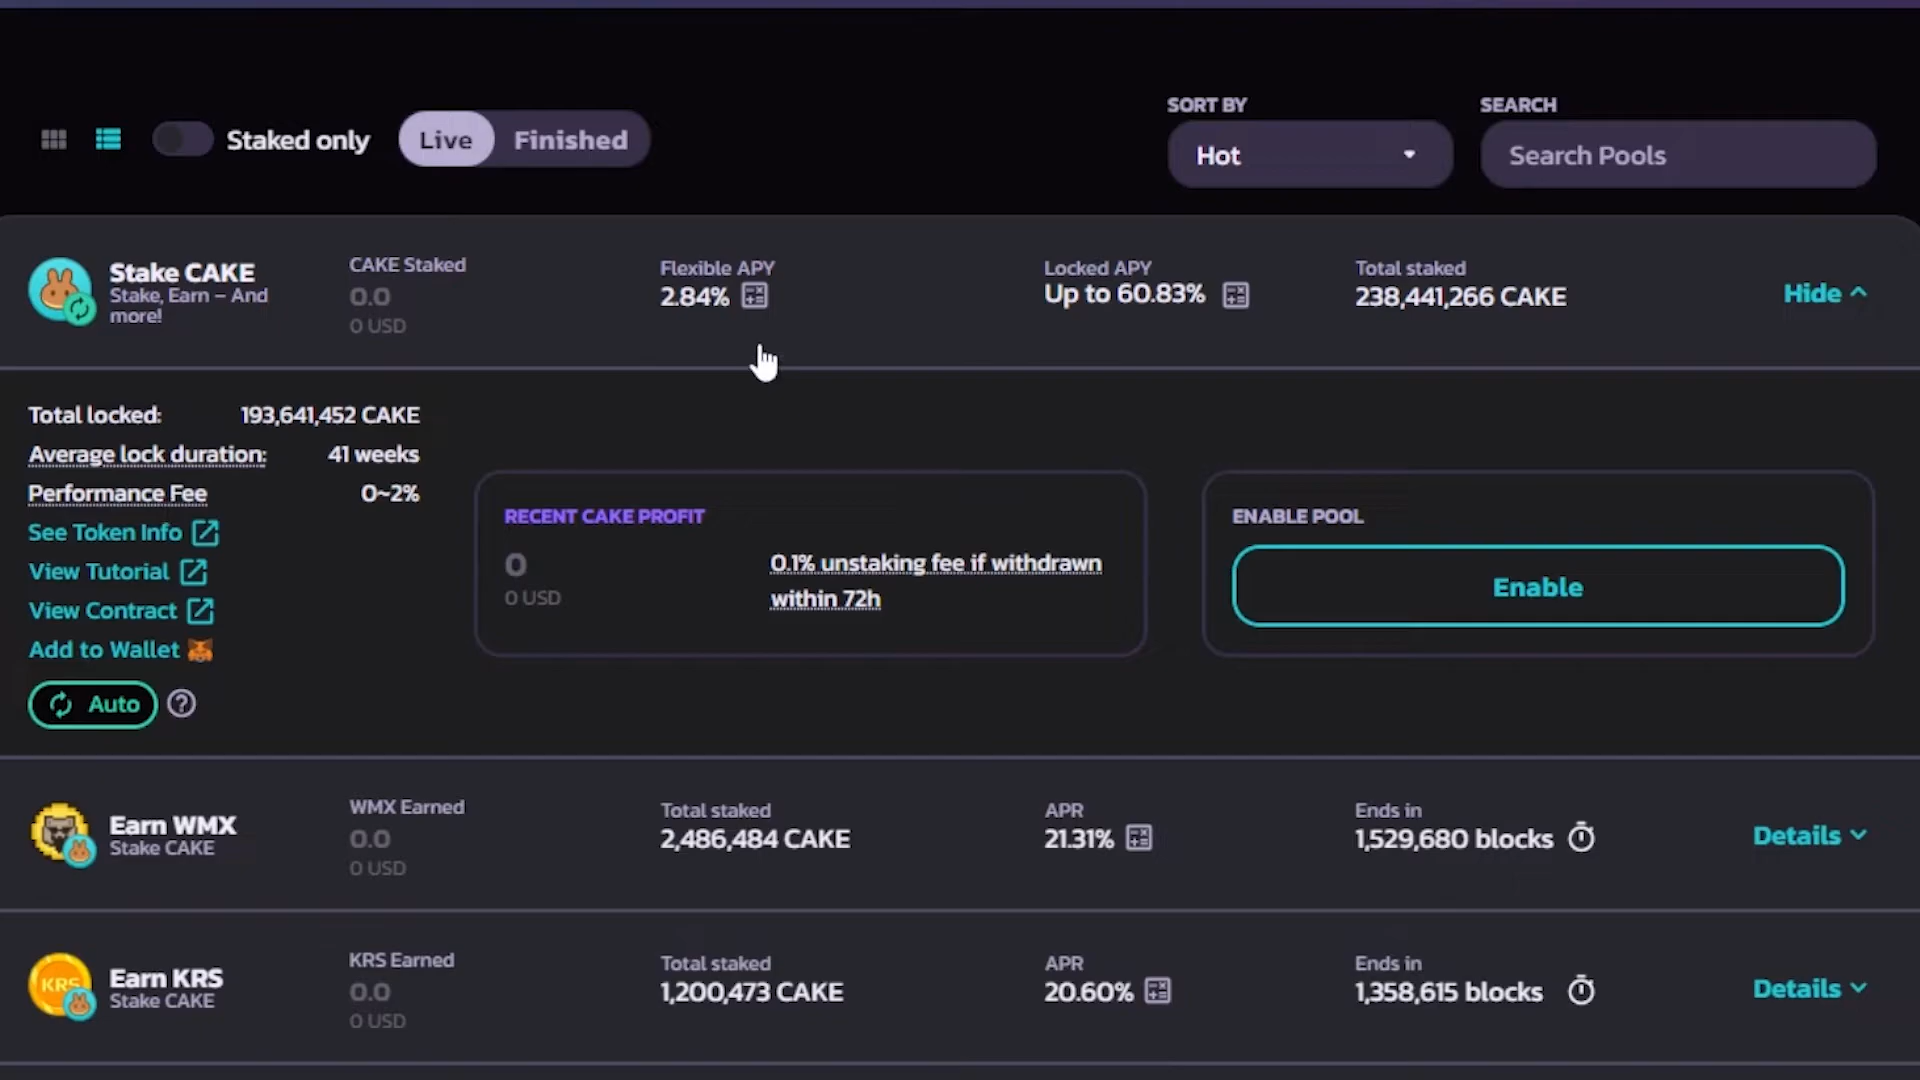 SORT BY
SEARCH
Staked only
Live
Finished
Hot
Search Pools
Stake CAKE
Stake, Earn – And
more!
CAKE Staked
0.0
0 USD
Flexible APY
2.84%
Locked APY
Up to 60.83%
Total staked
238,441,266 CAKE
Hide
Total locked:
193,641,452 CAKE
Average lock duration:
41 weeks
Performance Fee
0~2%
See Token Info
View Tutorial
View Contract
Add to Wallet
Auto
RECENT CAKE PROFIT
0
0 USD
0.1% unstaking fee if withdrawn
within 72h
ENABLE POOL
Enable
Earn WMX
Stake CAKE
WMX Earned
0.0
0 USD
Total staked
2,486,484 CAKE
APR
21.31%
Ends in
1,529,680 blocks
Details
KRS
Earn KRS
Stake CAKE
KRS Earned
0.0
0 USD
Total staked
1,200,473 CAKE
APR
20.60%
Ends in
1,358,615 blocks
Details